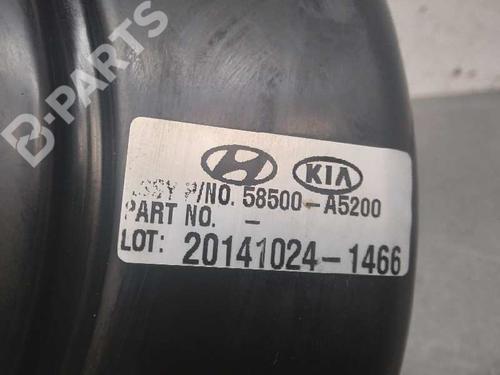 B-PARTS
KIA
ASSY P/NO. 58500-A5200
PART NO. -
LOT: 20141024-1466